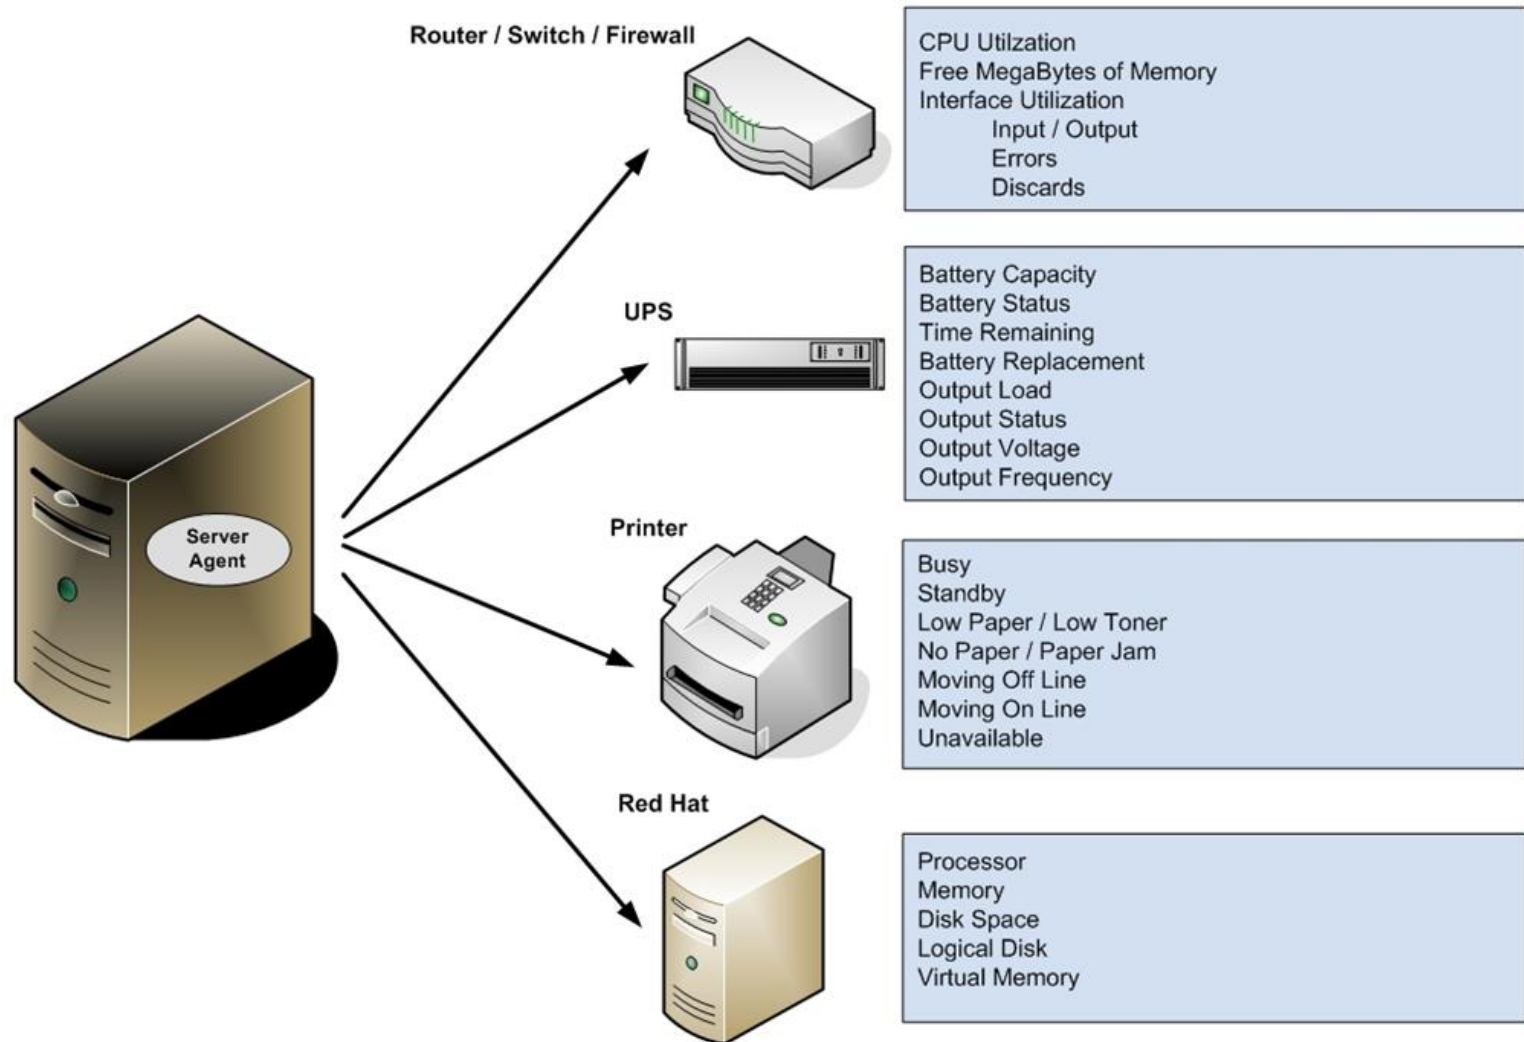 Router / Switch / Firewall
CPU Utilzation
Free MegaBytes of Memory
Interface Utilization
Input / Output
Errors
Discards
UPS
Battery Capacity
Battery Status
Time Remaining
Battery Replacement
Output Load
Output Status
Output Voltage
Output Frequency
Server
Agent
Printer
Busy
Standby
Low Paper / Low Toner
No Paper / Paper Jam
Moving Off Line
Moving On Line
Unavailable
Red Hat
Processor
Memory
Disk Space
Logical Disk
Virtual Memory